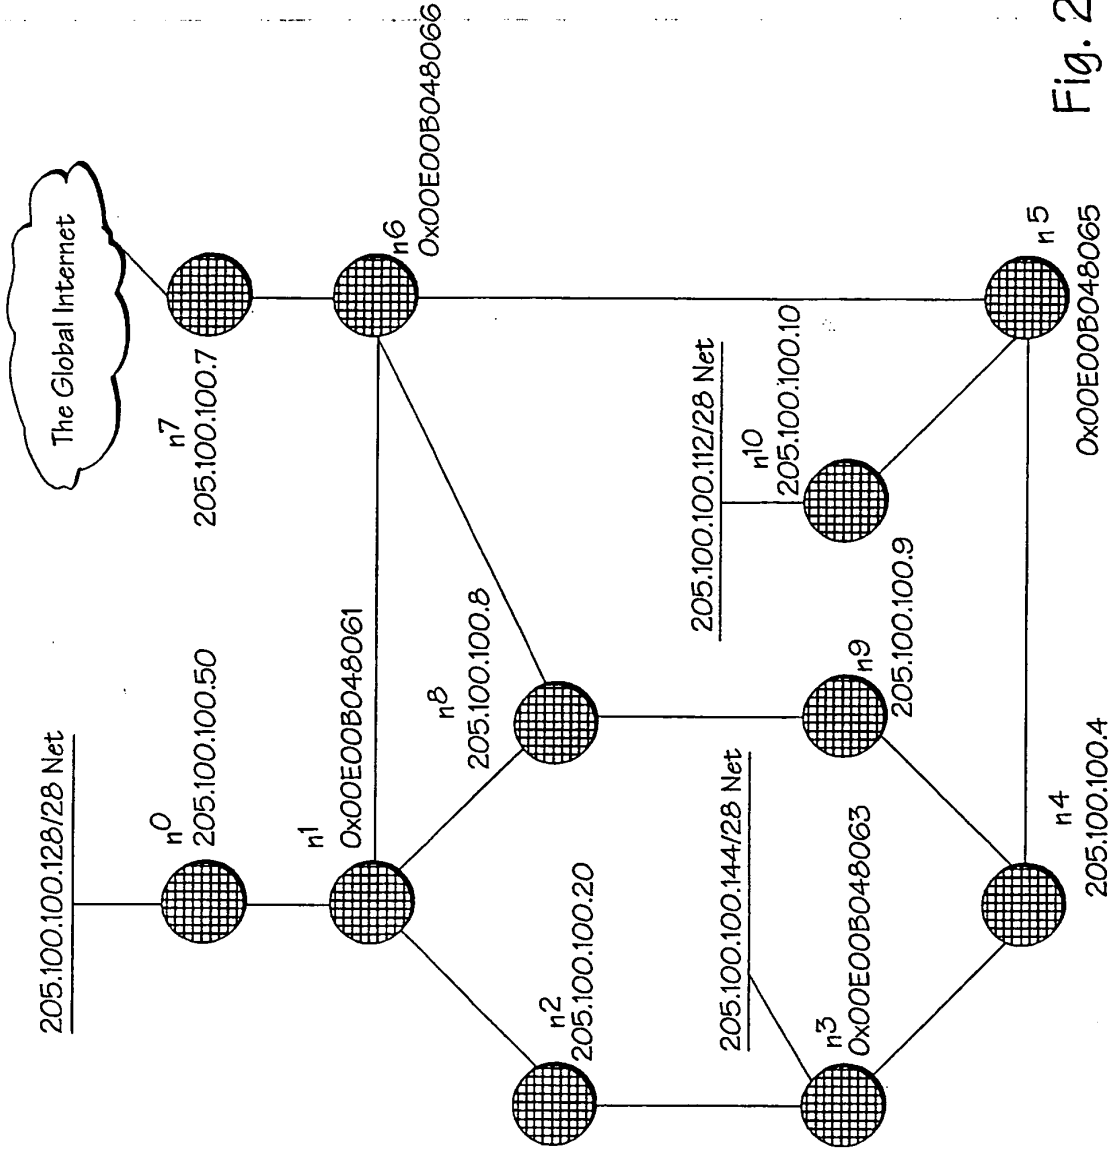 205.100.100.128/28 Net
n0
205.100.100.50
n1
0x00E00B048061
n2
205.100.100.20
205.100.100.144/28 Net
n3
0x00E00B048063
n8
205.100.100.8
n9
205.100.100.9
n4
205.100.100.4
The Global Internet
n7
205.100.100.7
n6
0x00E00B048066
205.100.100.112/28 Net
n10
205.100.100.10
n5
0x00E00B048065
Fig. 2